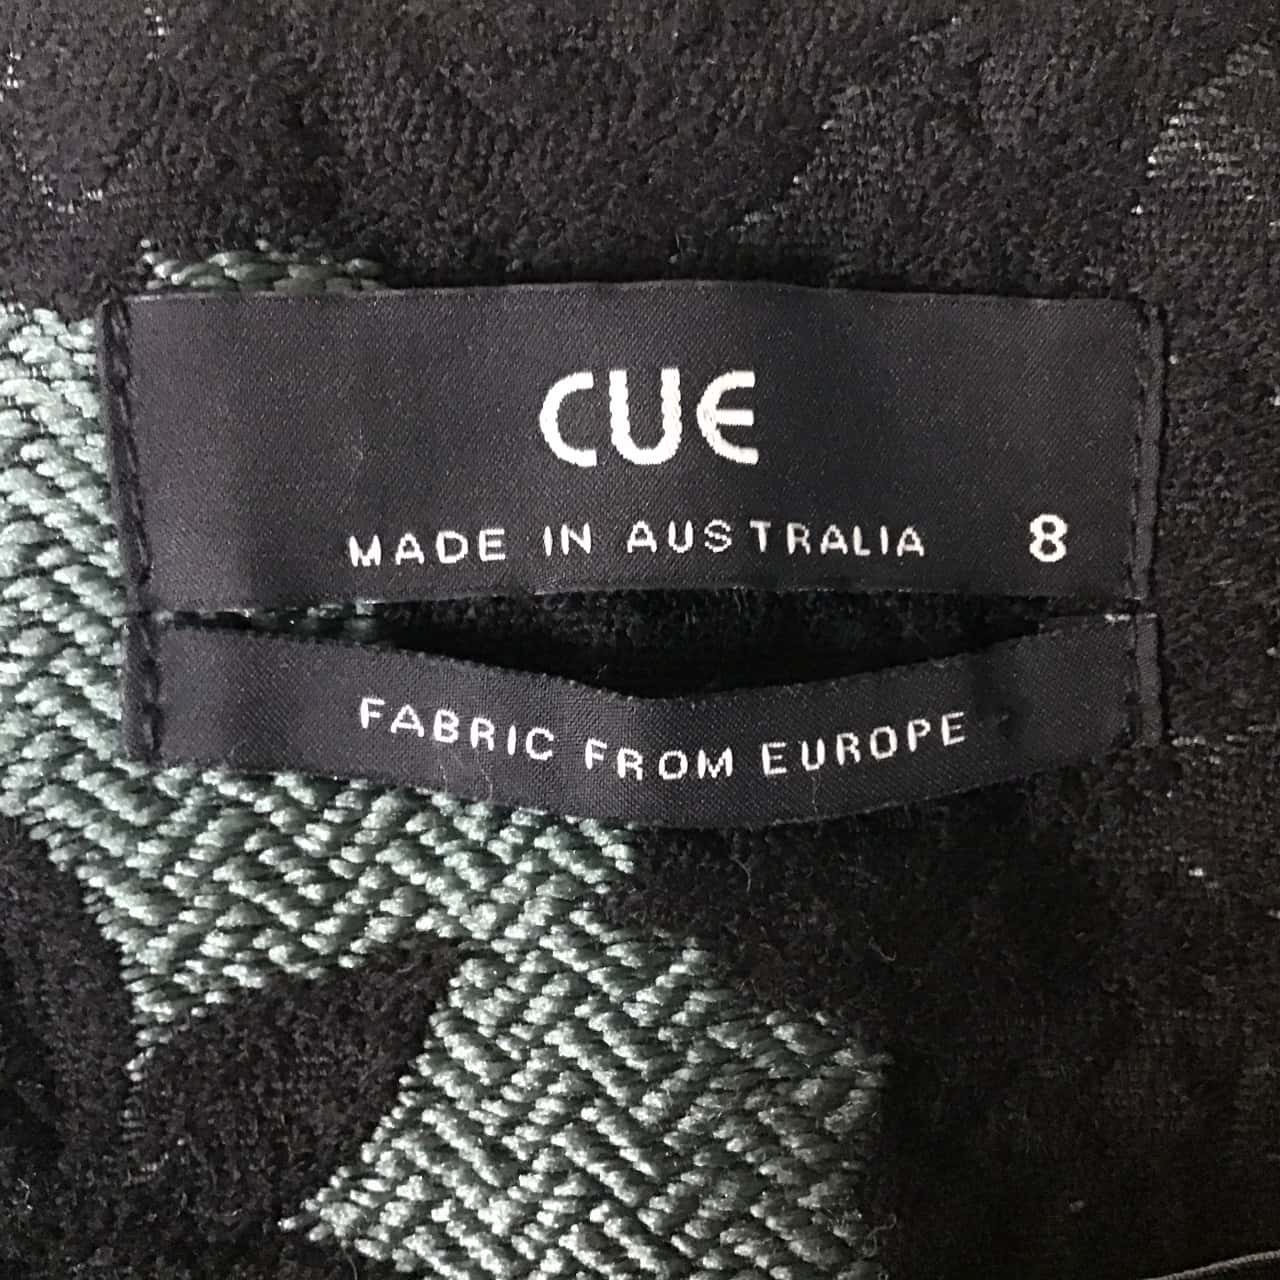 CUE
MADE IN AUSTRALIA 8
FABRIC FROM EUROPE